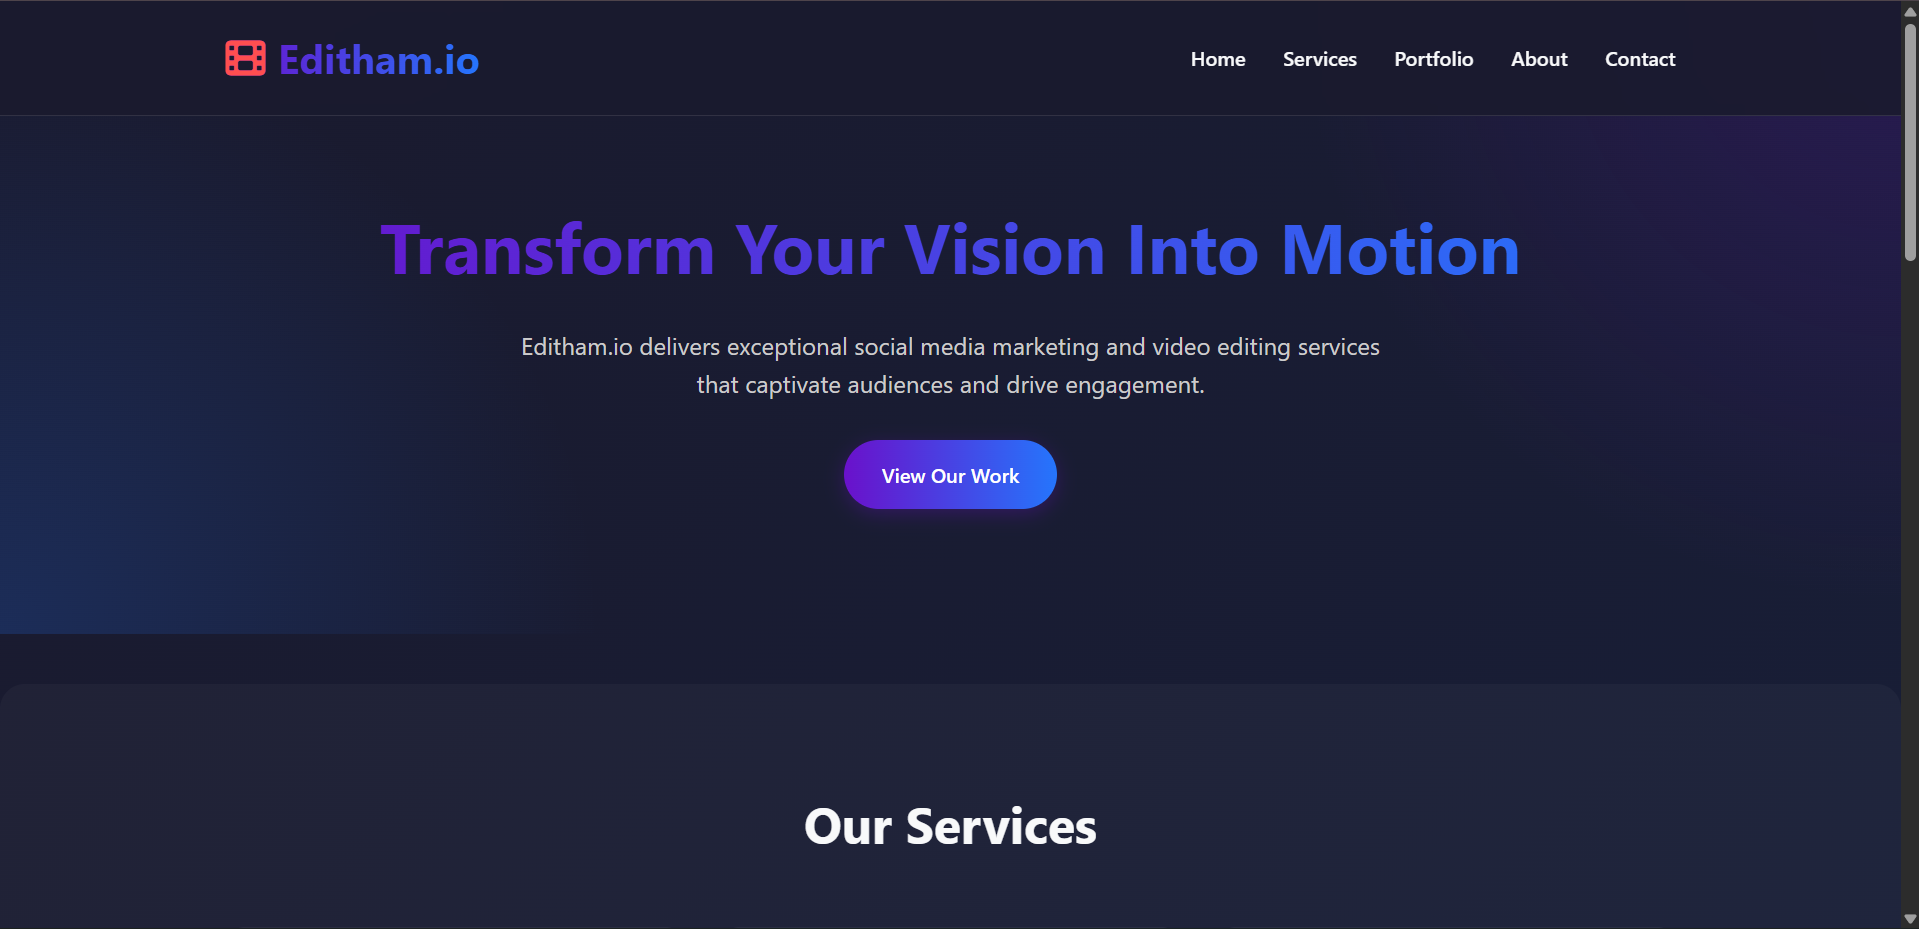 Editham.io
Home
Services
Portfolio
About
Contact
Transform Your Vision Into Motion
Editham.io delivers exceptional social media marketing and video editing services
that captivate audiences and drive engagement.
View Our Work
Our Services